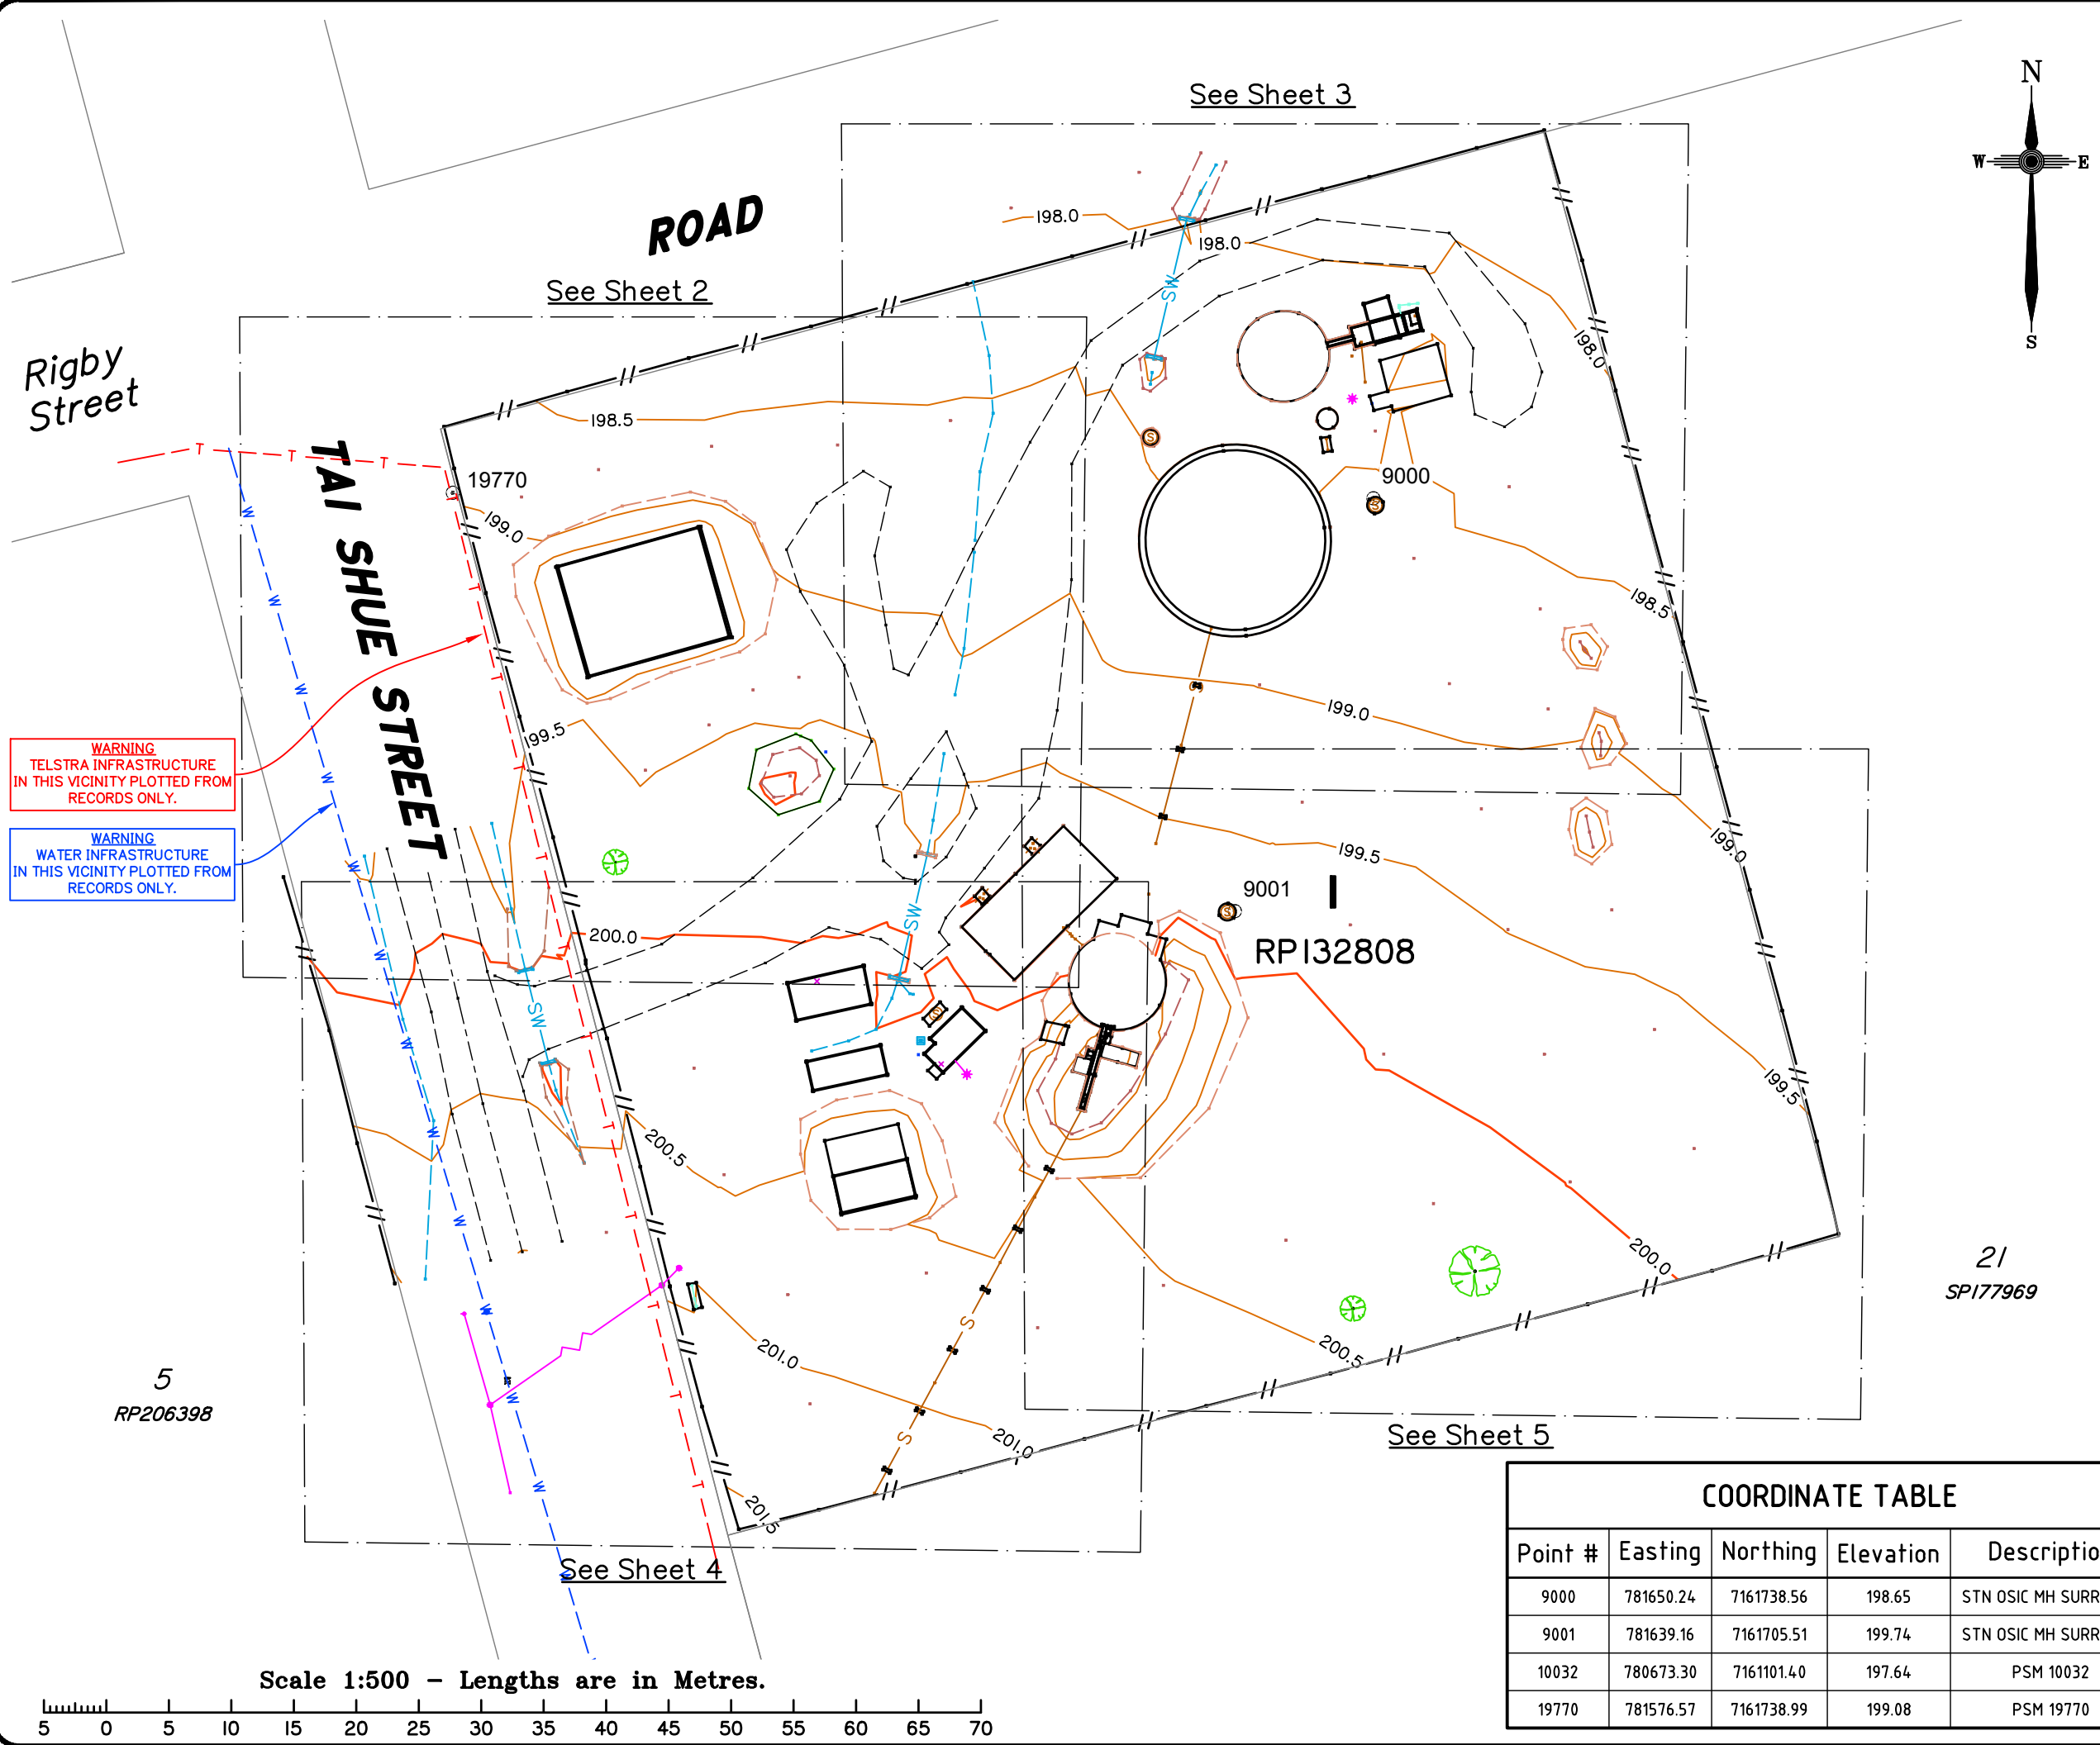 See Sheet 3
N
W E
S
ROAD
198.0
198.0
198.0
See Sheet 2
SW
Rigby
Street
198.5
T T T
19770
9000
TAI SHUE STREET
199.0
198.5
S
199.0
199.5
WARNING
TELSTRA INFRASTRUCTURE
IN THIS VICINITY PLOTTED FROM
RECORDS ONLY.
WARNING
WATER INFRASTRUCTURE
IN THIS VICINITY PLOTTED FROM
RECORDS ONLY.
199.5
199.0
9001
1
SW
200.0
RP132808
SW
199.5
200.5
200.0
21
SP177969
S
201.0
200.5
5
RP206398
S
201.0
See Sheet 5
201.5
See Sheet 4
COORDINATE TABLE
Point # Easting Northing Elevation Descriptio
9000 781650.24 7161738.56 198.65 STN OSIC MH SURR
9001 781639.16 7161705.51 199.74 STN OSIC MH SURR
10032 780673.30 7161101.40 197.64 PSM 10032
19770 781576.57 7161738.99 199.08 PSM 19770
Scale 1:500 - Lengths are in Metres.
5 0 5 10 15 20 25 30 35 40 45 50 55 60 65 70